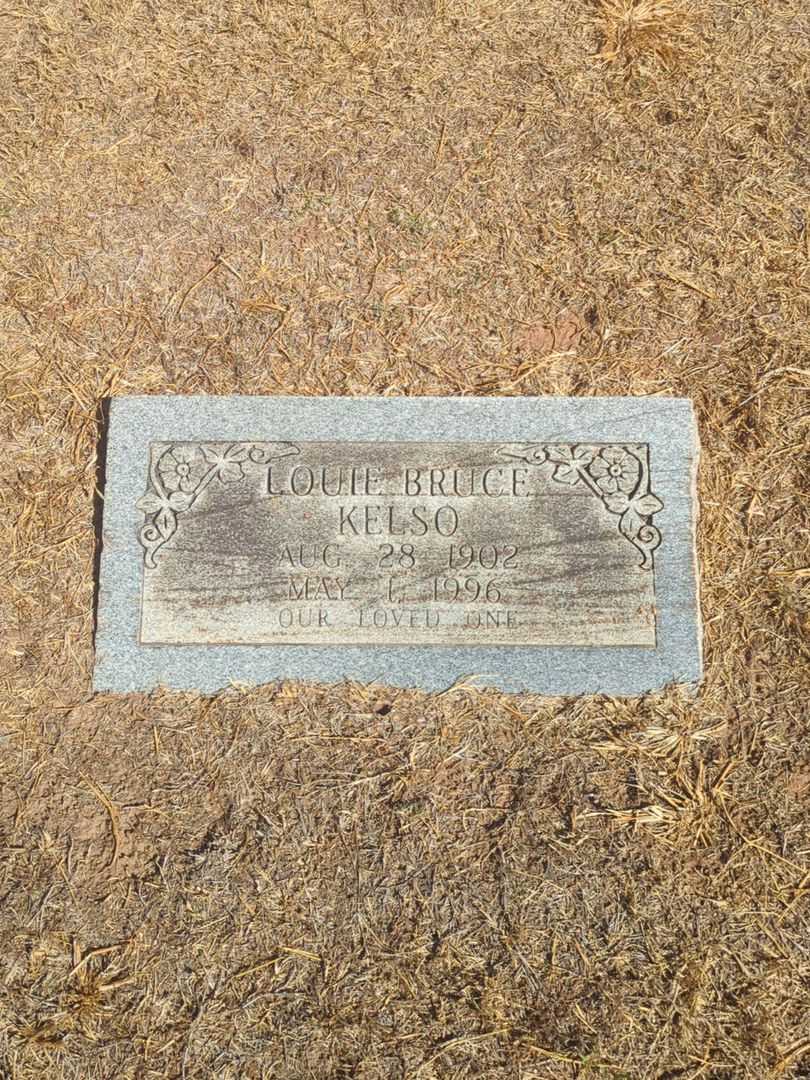 LOUIE BRUCE
KELSO
AUG. 28 1902
MAY 1, 1996
OUR LOVED ONE